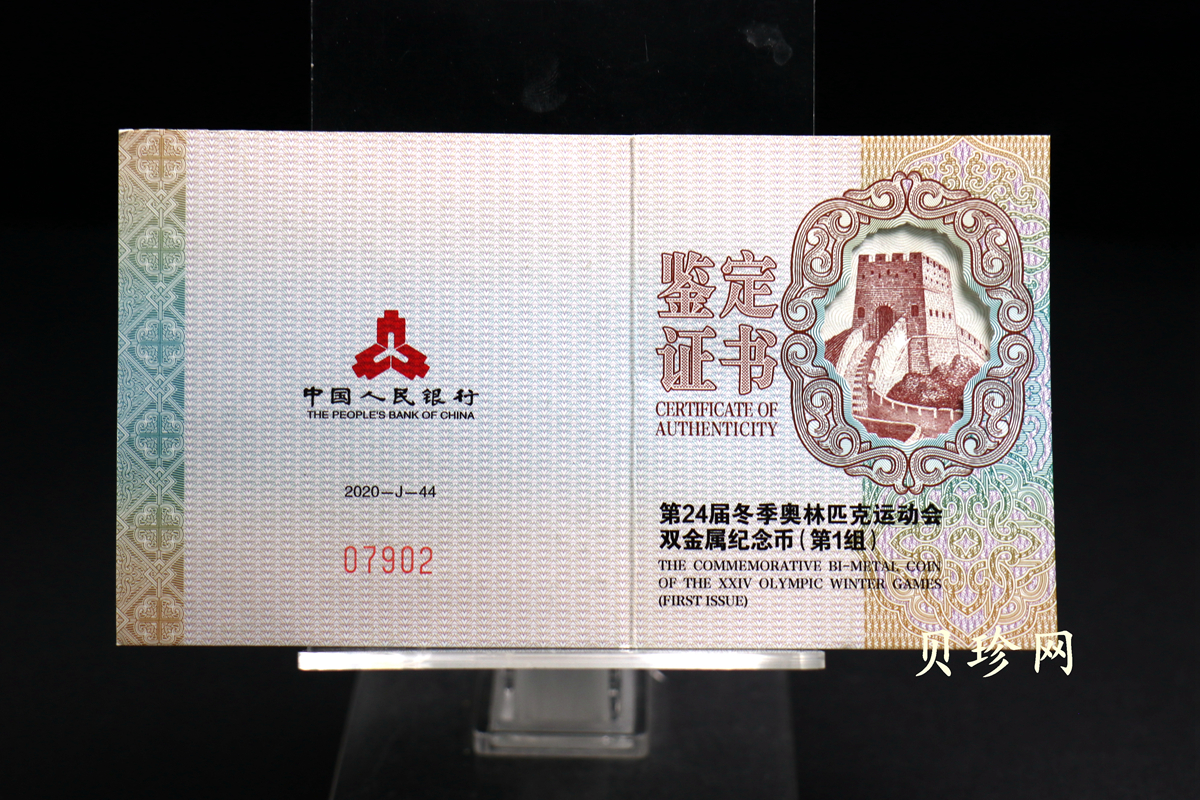 中国人民银行
THE PEOPLE'S BANK OF CHINA
2020-J-44
07902
鉴定
证书
CERTIFICATE OF
AUTHENTICITY
第24届冬季奥林匹克运动会
双金属纪念币(第1组)
THE COMMEMORATIVE BI-METAL COIN
OF THE XXIV OLYMPIC WINTER GAMES
(FIRST ISSUE)
贝珍网